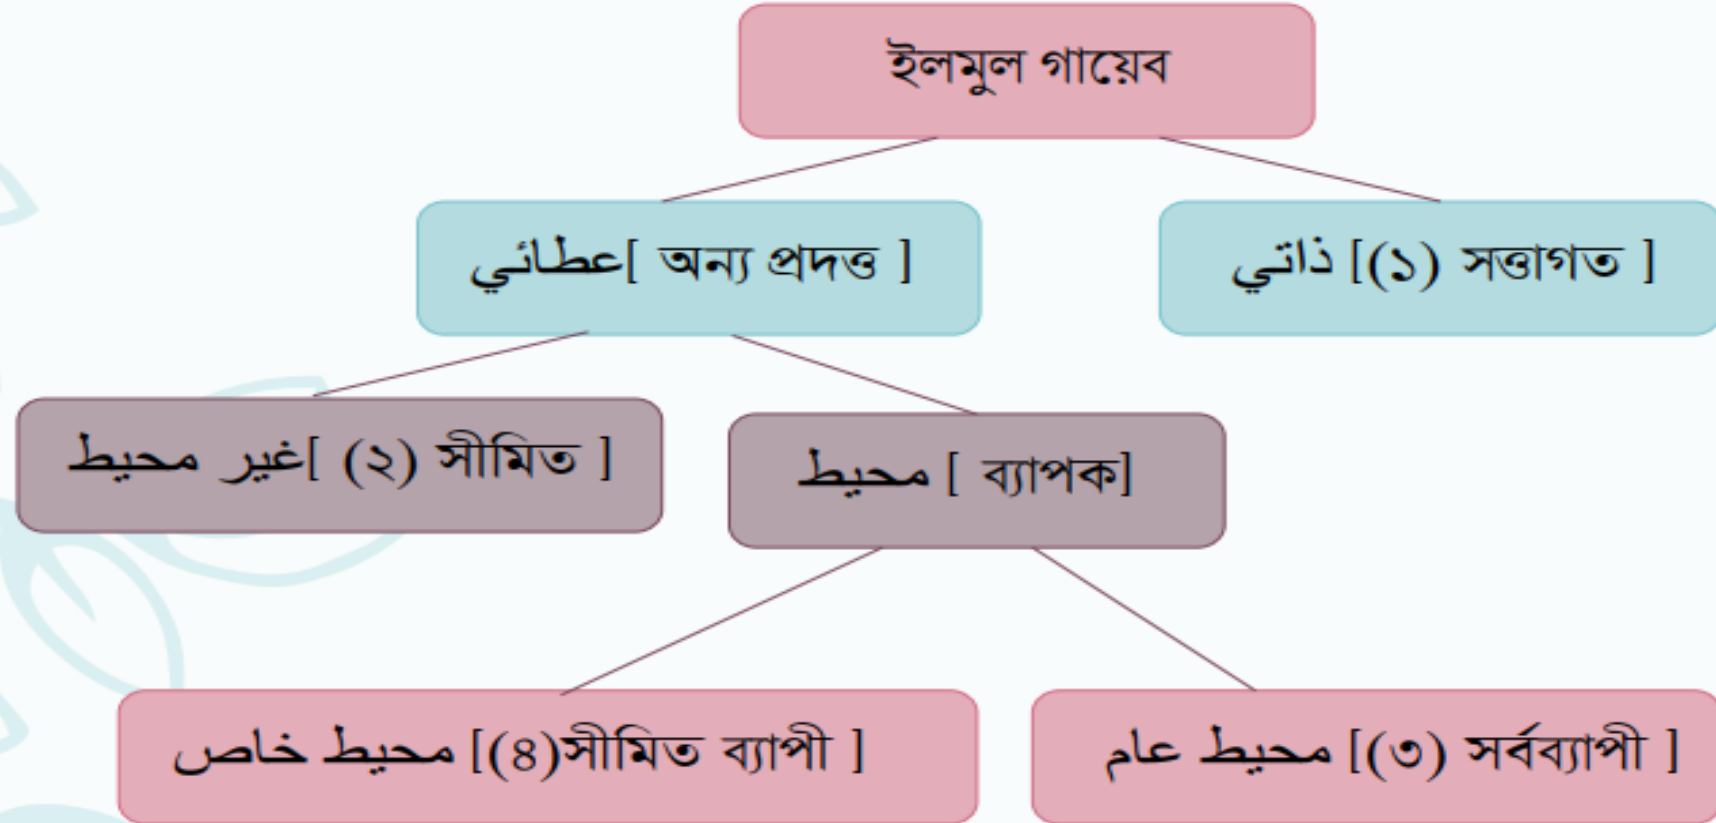 ইলমুল গায়েব
عطائي[ অন্য প্রদত্ত ]
ذاتي [(১) সত্তাগত ]
غير محيط[ (২) সীমিত ]
محيط [ ব্যাপক]
محيط خاص [(৪)সীমিত ব্যাপী ]
محيط عام [(৩) সর্বব্যাপী ]